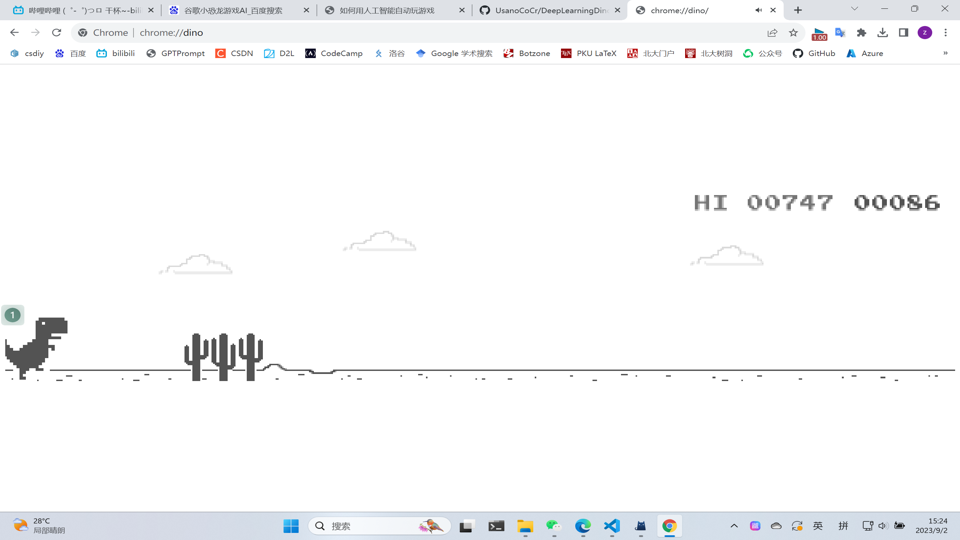 哔哩哔哩 (゜-゜)つロ 干杯~-bili
谷歌小恐龙游戏AI_百度搜索
如何用人工智能自动玩游戏
UsanoCoCr/DeepLearningDino
chrome://dino/
Chrome | chrome://dino
1.00
z
csdiy
百度
bilibili
GPTPrompt
CSDN
D2L
CodeCamp
洛谷
Google 学术搜索
Botzone
PKU LaTeX
北大门户
北大树洞
公众号
GitHub
Azure
»
HI 00747 00086
1
28°C
局部晴朗
搜索
英
拼
15:24
2023/9/2